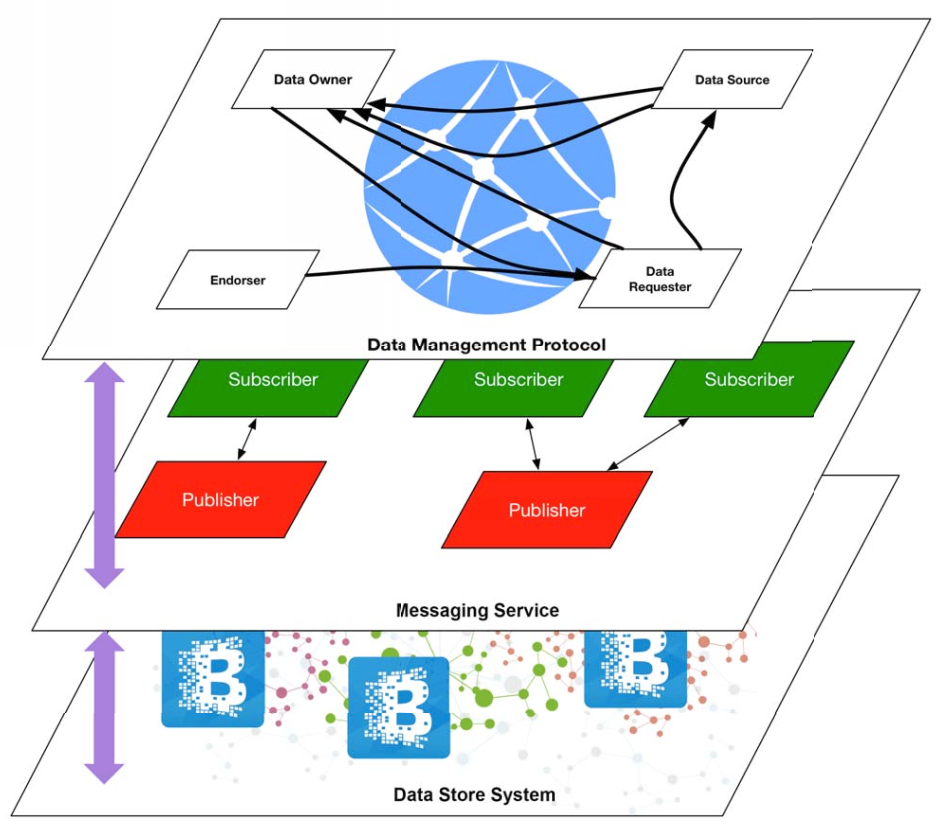 Data Owner
Data Source
Endorser
Data
Requester
Data Management Protocol
Subscriber
Subscriber
Subscriber
Publisher
Publisher
Messaging Service
Data Store System